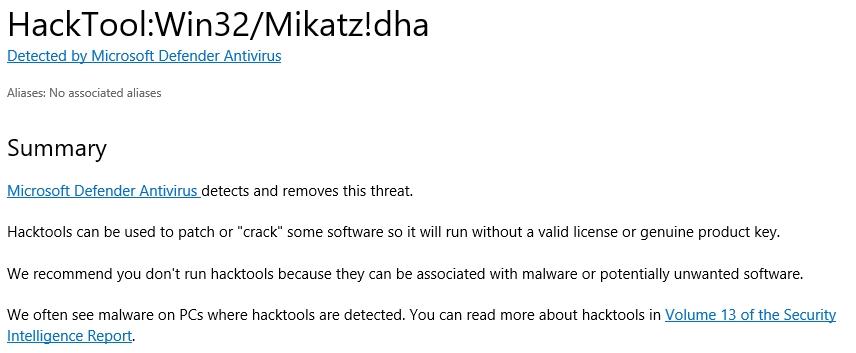 HackTool:Win32/Mikatz!dha
Detected by Microsoft Defender Antivirus
Aliases: No associated aliases
Summary
Microsoft Defender Antivirus detects and removes this threat.
Hacktools can be used to patch or "crack" some software so it will run without a valid license or genuine product key.
We recommend you don't run hacktools because they can be associated with malware or potentially unwanted software.
We often see malware on PCs where hacktools are detected. You can read more about hacktools in Volume 13 of the Security
Intelligence Report.